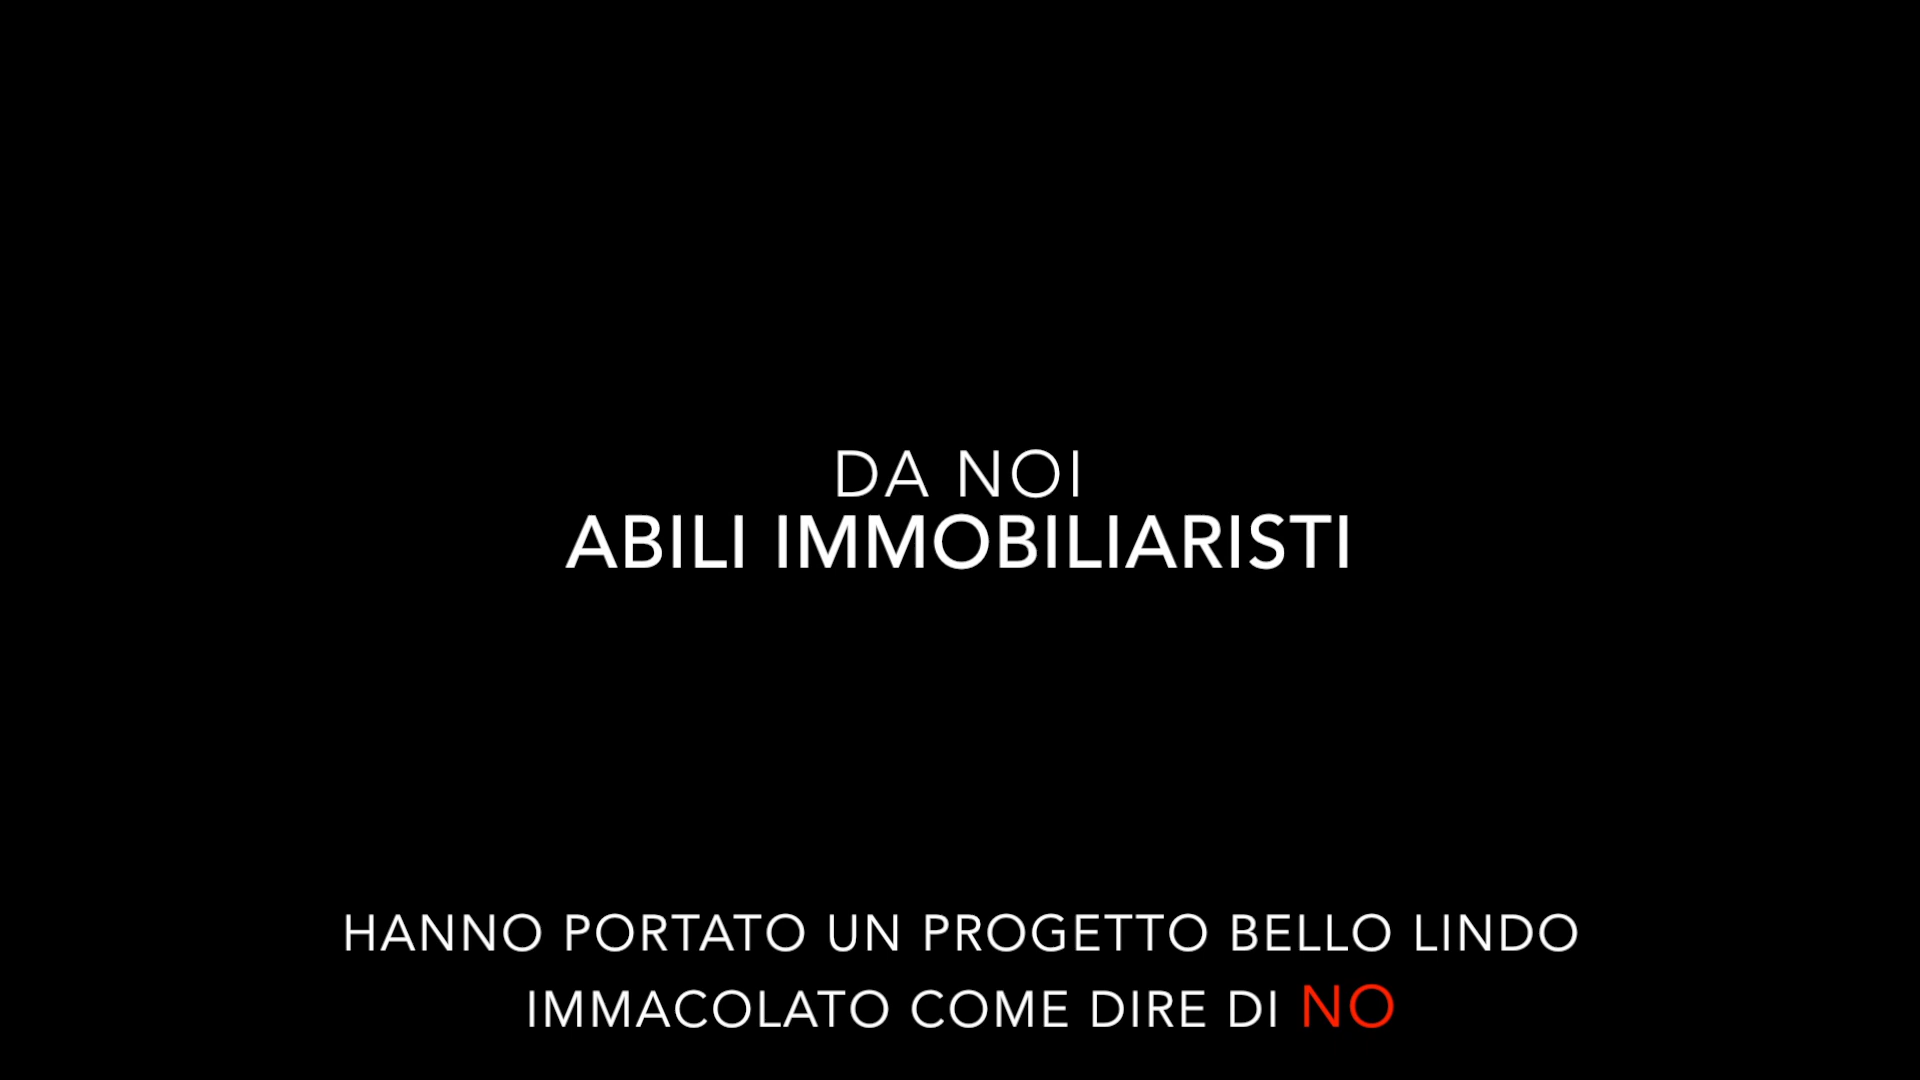 DA NOI
ABILI IMMOBILIARISTI
HANNO PORTATO UN PROGETTO BELLO LINDO
IMMACOLATO COME DIRE DI NO